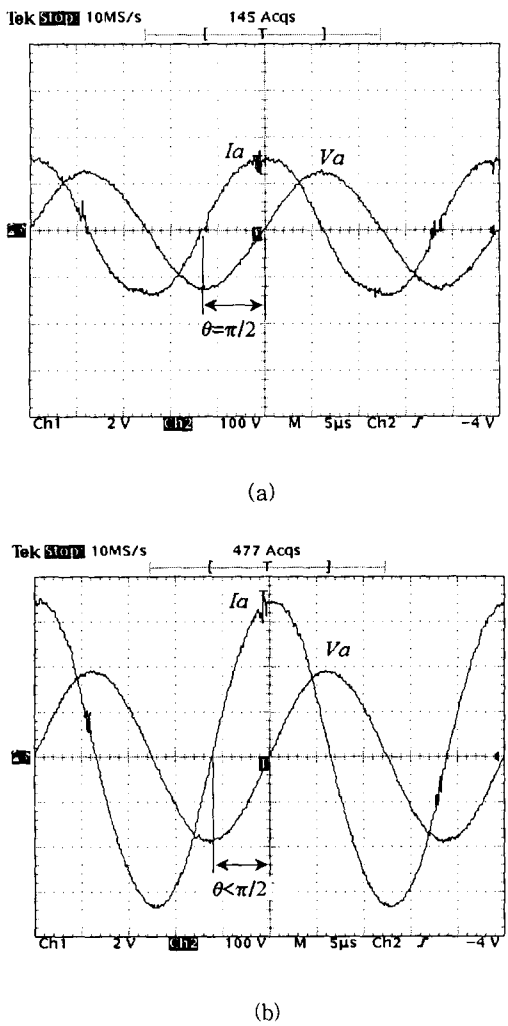 Tek Stop 10MS/s 145 Acqs
[ T ]
Ia
Va
θ=π/2
Ch1 2 V Ch2 100 V M 5µs Ch2 -4 V
(a)
Tek Stop 10MS/s 477 Acqs
[ T ]
Ia
Va
θ<π/2
Ch1 2 V Ch2 100 V M 5µs Ch2 -4 V
(b)